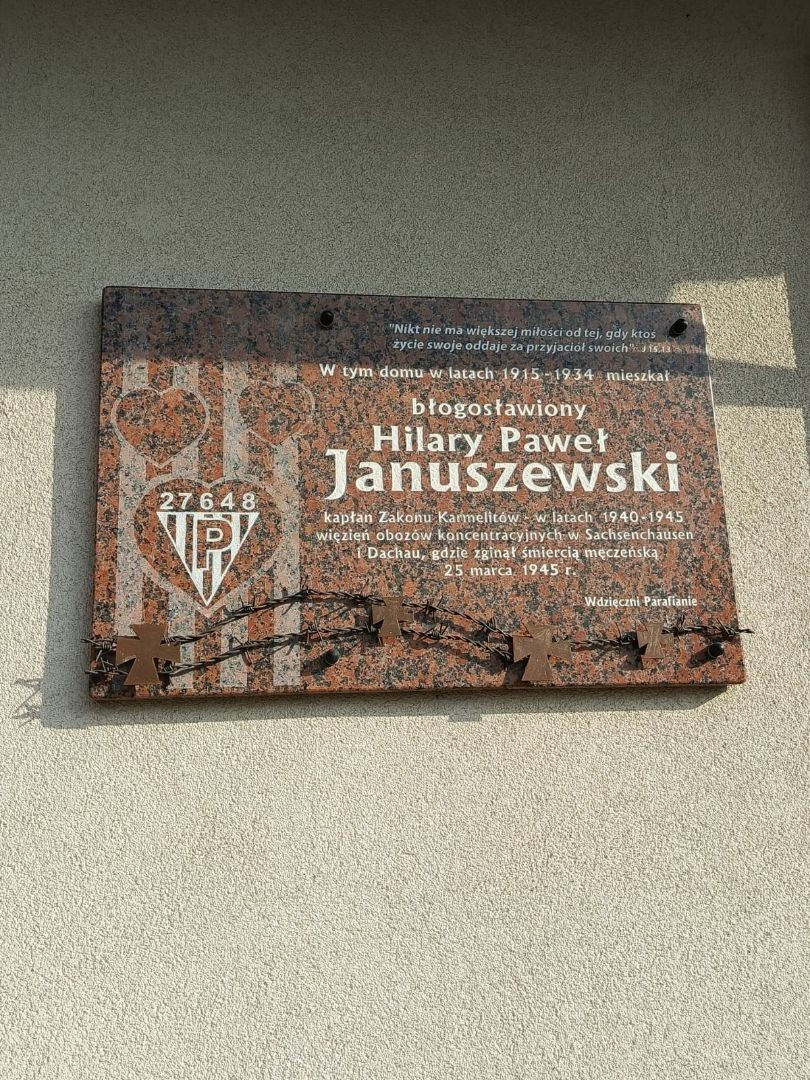 "Nikt nie ma większej miłości od tej, gdy ktoś
życie swoje oddaje za przyjaciół swoich" J 15,13
W tym domu w latach 1915-1934 mieszkał
błogosławiony
Hilary Paweł
Januszewski
kapłan Zakonu Karmelitów - w latach 1940-1945
więzień obozów koncentracyjnych w Sachsenchausen
i Dachau, gdzie zginął śmiercią męczeńską
25 marca 1945 r.
Wdzięczni Parafianie
27648
P